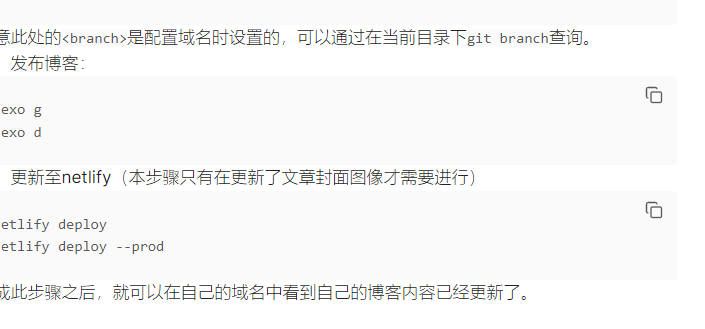 意此处的<branch>是配置域名时设置的，可以通过在当前目录下git branch查询。
发布博客：
exo g
exo d
更新至netlify（本步骤只有在更新了文章封面图像才需要进行）
etlify deploy
etlify deploy --prod
成此步骤之后，就可以在自己的域名中看到自己的博客内容已经更新了。